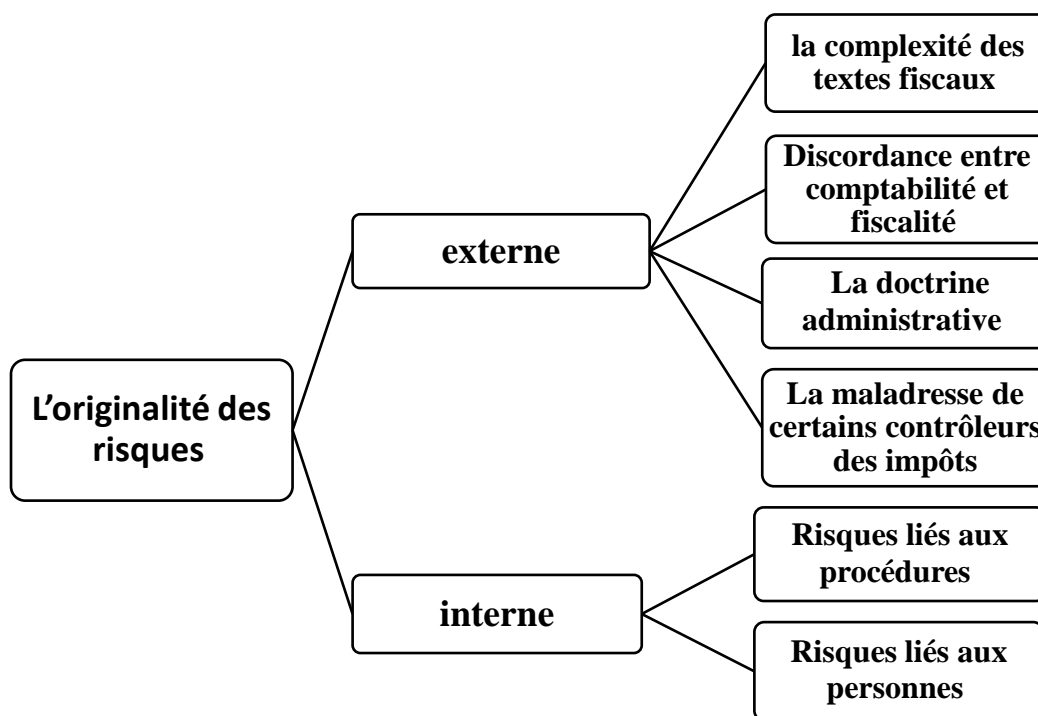 L’originalité des
risques
externe
la complexité des
textes fiscaux
Discordance entre
comptabilité et
fiscalité
La doctrine
administrative
La maladresse de
certains contrôleurs
des impôts
interne
Risques liés aux
procédures
Risques liés aux
personnes